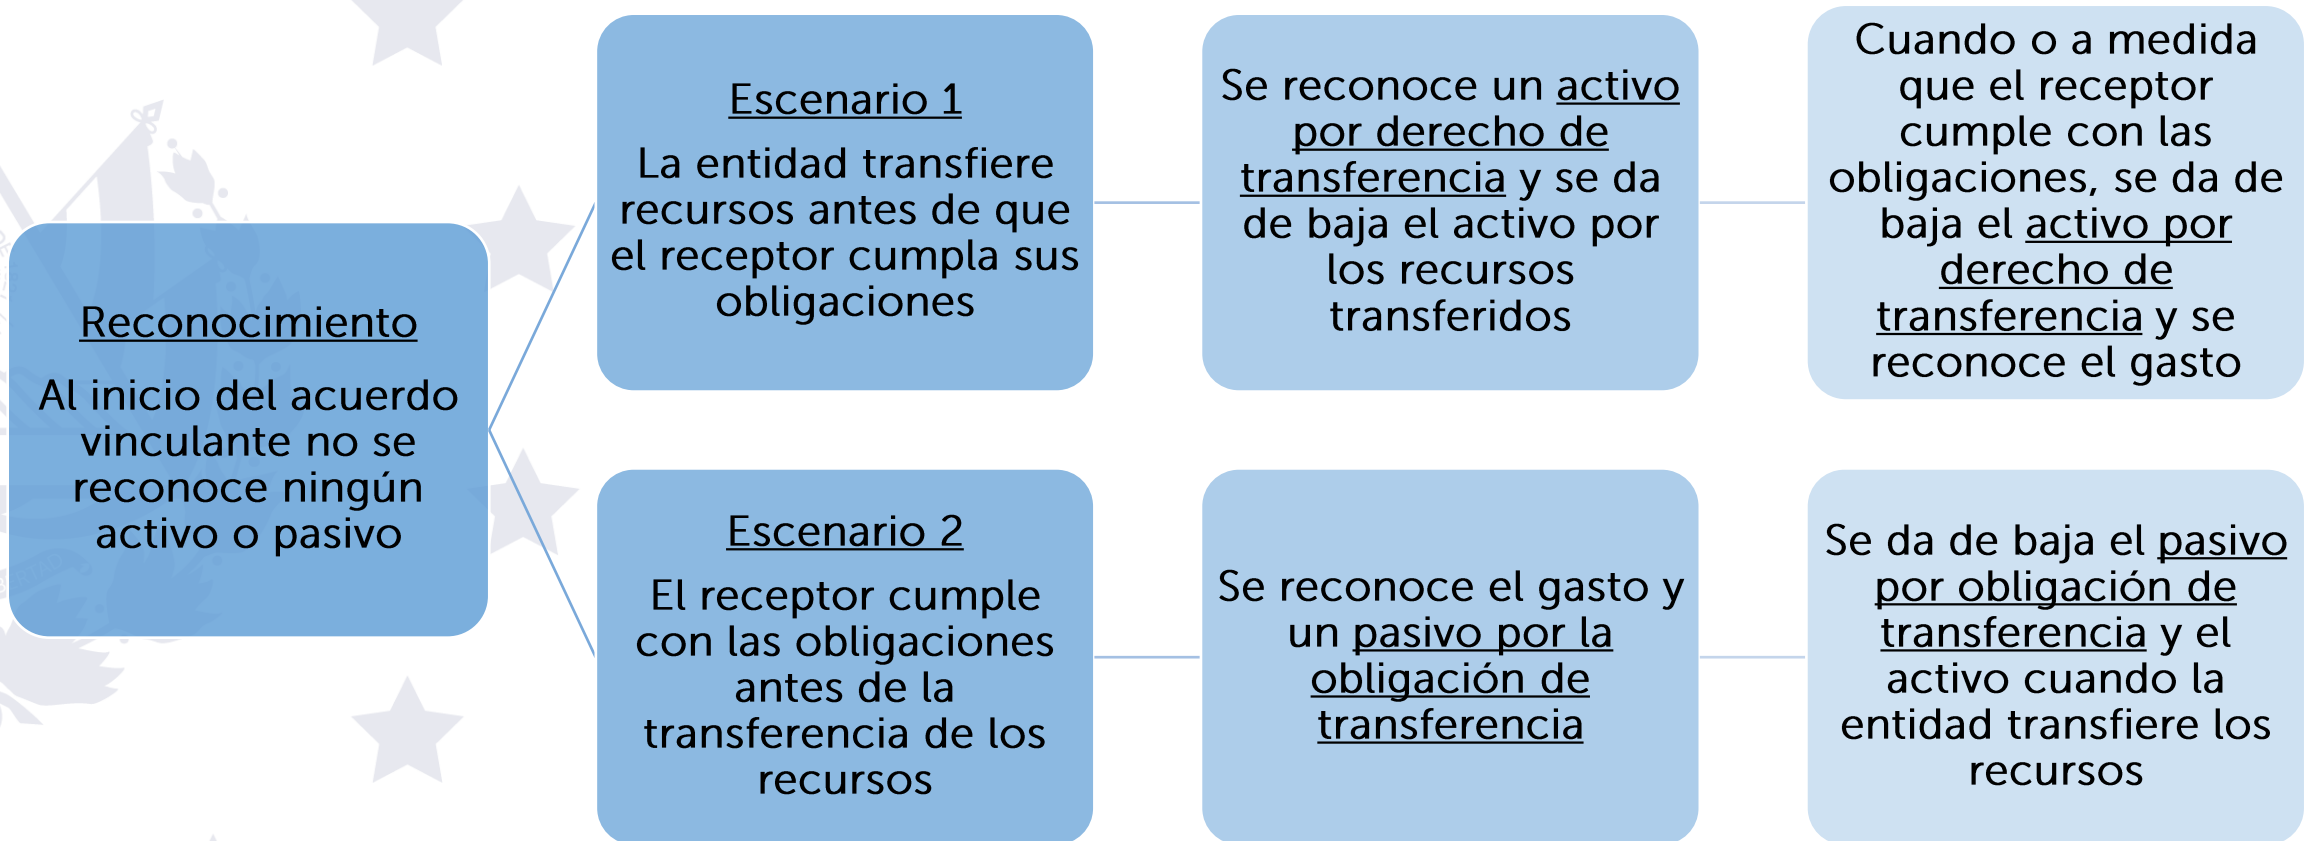 Reconocimiento
Al inicio del acuerdo
vinculante no se
reconoce ningún
activo o pasivo
Escenario 1
La entidad transfiere
recursos antes de que
el receptor cumpla sus
obligaciones
Se reconoce un activo
por derecho de
transferencia y se da
de baja el activo por
los recursos
transferidos
Cuando o a medida
que el receptor
cumple con las
obligaciones, se da de
baja el activo por
derecho de
transferencia y se
reconoce el gasto
Escenario 2
El receptor cumple
con las obligaciones
antes de la
transferencia de los
recursos
Se reconoce el gasto y
un pasivo por la
obligación de
transferencia
Se da de baja el pasivo
por obligación de
transferencia y el
activo cuando la
entidad transfiere los
recursos